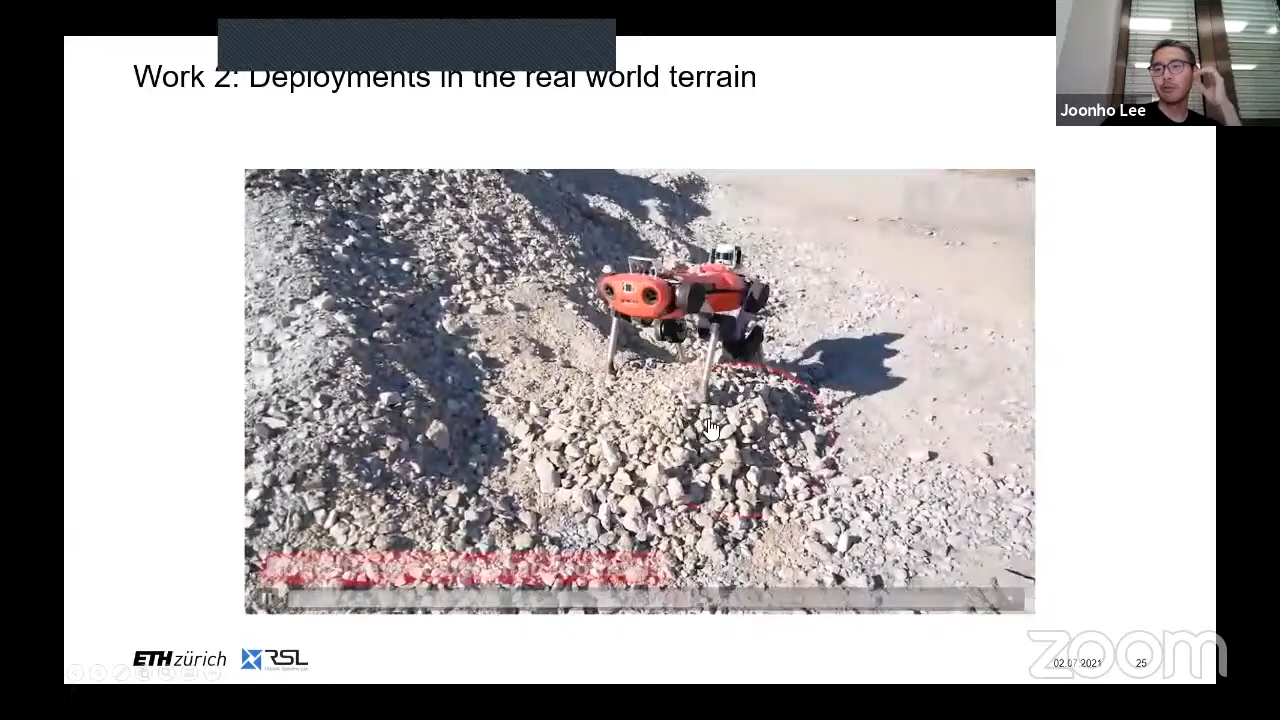 Work 2: Deployments in the real world terrain
Joonho Lee
ETH zürich
RSL
02.07.2021
25
zoom